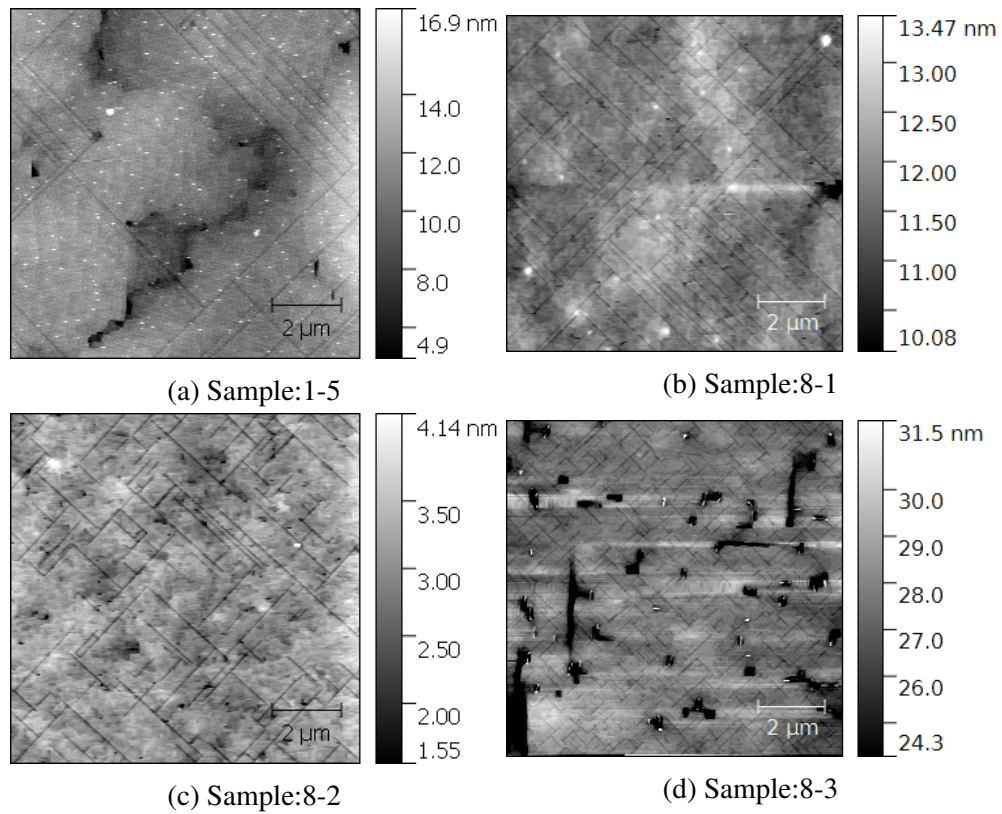 16.9 nm
14.0
12.0
10.0
8.0
4.9
2 µm
(a) Sample:1-5
13.47 nm
13.00
12.50
12.00
11.50
11.00
10.08
2 µm
(b) Sample:8-1
4.14 nm
3.50
3.00
2.50
2.00
1.55
2 µm
(c) Sample:8-2
31.5 nm
30.0
29.0
28.0
27.0
26.0
24.3
2 µm
(d) Sample:8-3